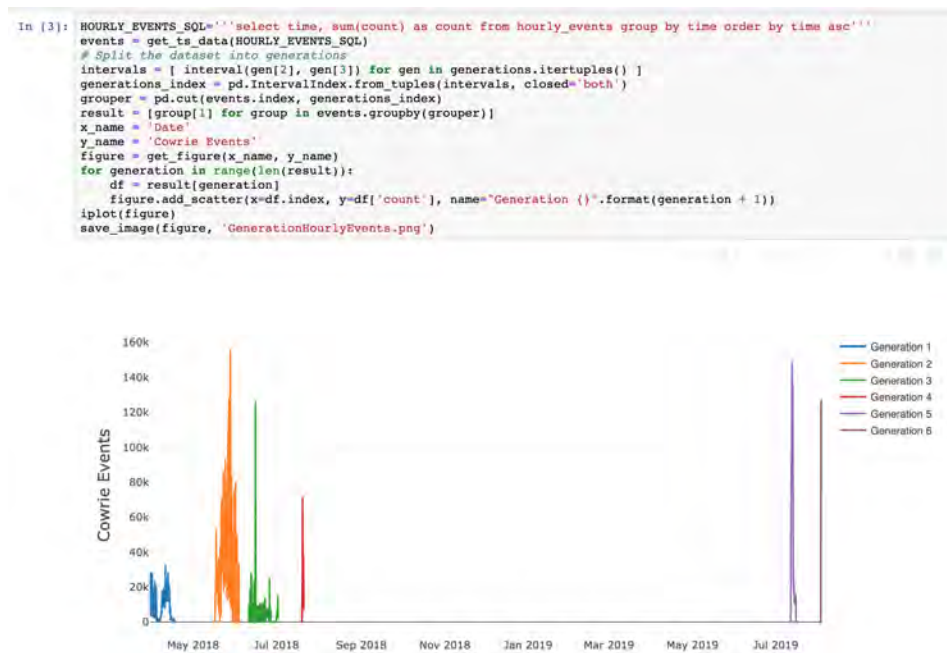 In [3]: HOURLY_EVENTS_SQL='''select time, sum(count) as count from hourly_events group by time order by time asc'''
events = get_ts_data(HOURLY_EVENTS_SQL)
# Split the dataset into generations
intervals = [ interval(gen[2], gen[3]) for gen in generations.itertuples() ]
generations_index = pd.IntervalIndex.from_tuples(intervals, closed='both')
grouper = pd.cut(events.index, generations_index)
result = [group[1] for group in events.groupby(grouper)]
x_name = 'Date'
y_name = 'Cowrie Events'
figure = get_figure(x_name, y_name)
for generation in range(len(result)):
    df = result[generation]
    figure.add_scatter(x=df.index, y=df['count'], name="Generation {}".format(generation + 1))
iplot(figure)
save_image(figure, 'GenerationHourlyEvents.png')
160k
140k
120k
100k
80k
60k
40k
20k
0
Cowrie Events
May 2018
Jul 2018
Sep 2018
Nov 2018
Jan 2019
Mar 2019
May 2019
Jul 2019
Generation 1
Generation 2
Generation 3
Generation 4
Generation 5
Generation 6